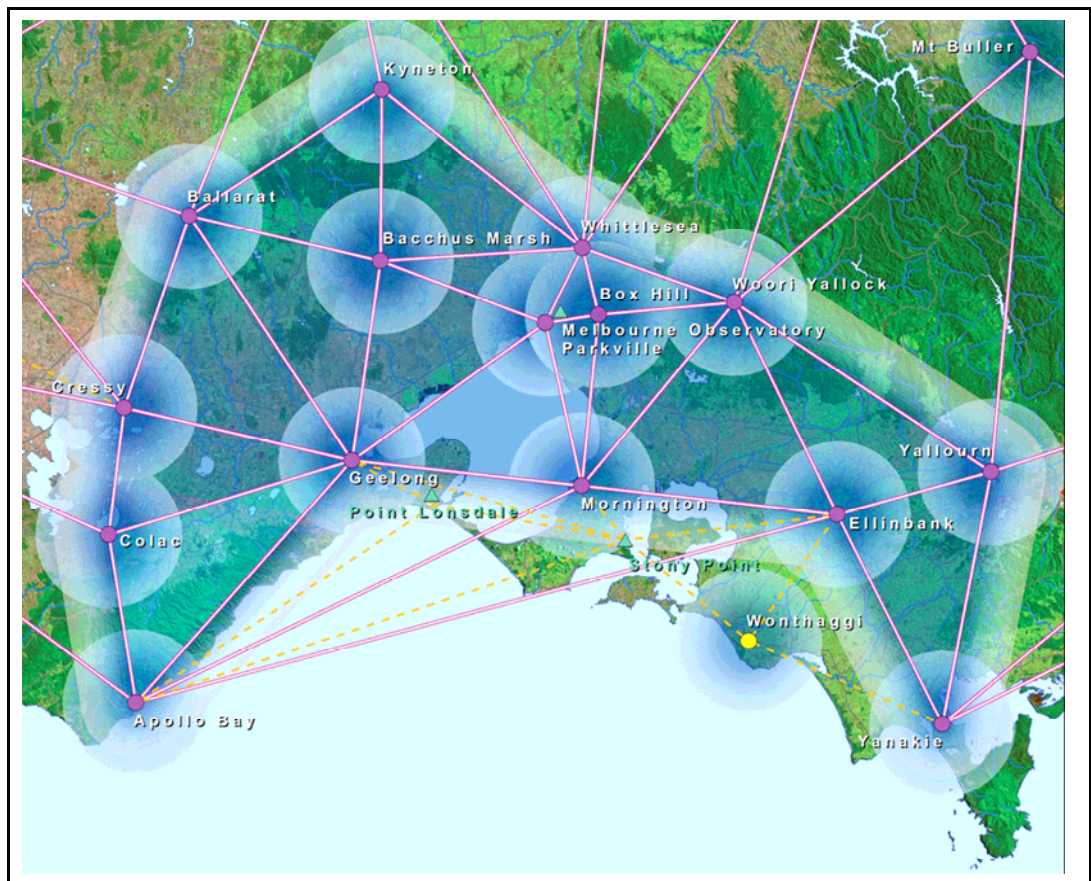 Mt Buller
Kyneton
Ballarat
Whittlesea
Bacchus Marsh
Woori Yallock
Box Hill
Melbourne Observatory
Parkville
Cressy
Yallourn
Geelong
Mornington
Point Lonsdale
Ellinbank
Colac
Stony Point
Wonthaggi
Apollo Bay
Yanakie